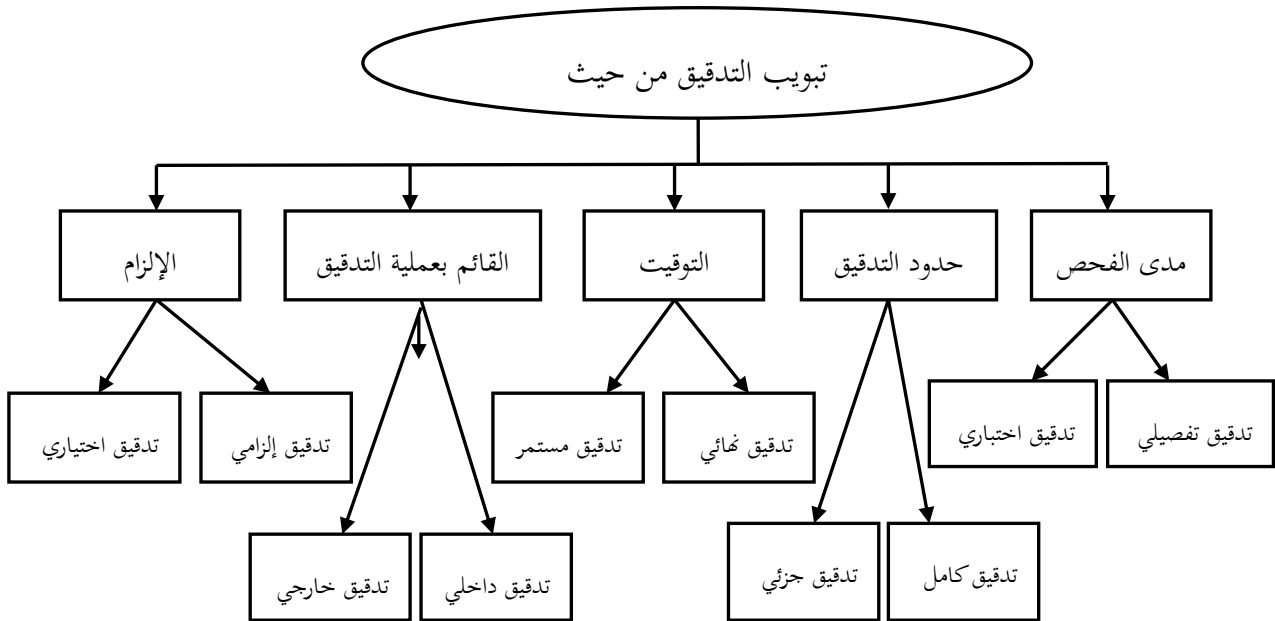 تبويب التدقيق من حيث
مدى الفحص
حدود التدقيق
التوقيت
القائم بعملية التدقيق
الإلزام
تدقيق تفصيلي
تدقيق اختباري
تدقيق نهائي
تدقيق مستمر
تدقيق إلزامي
تدقيق اختياري
تدقيق كامل
تدقيق جزئي
تدقيق داخلي
تدقيق خارجي